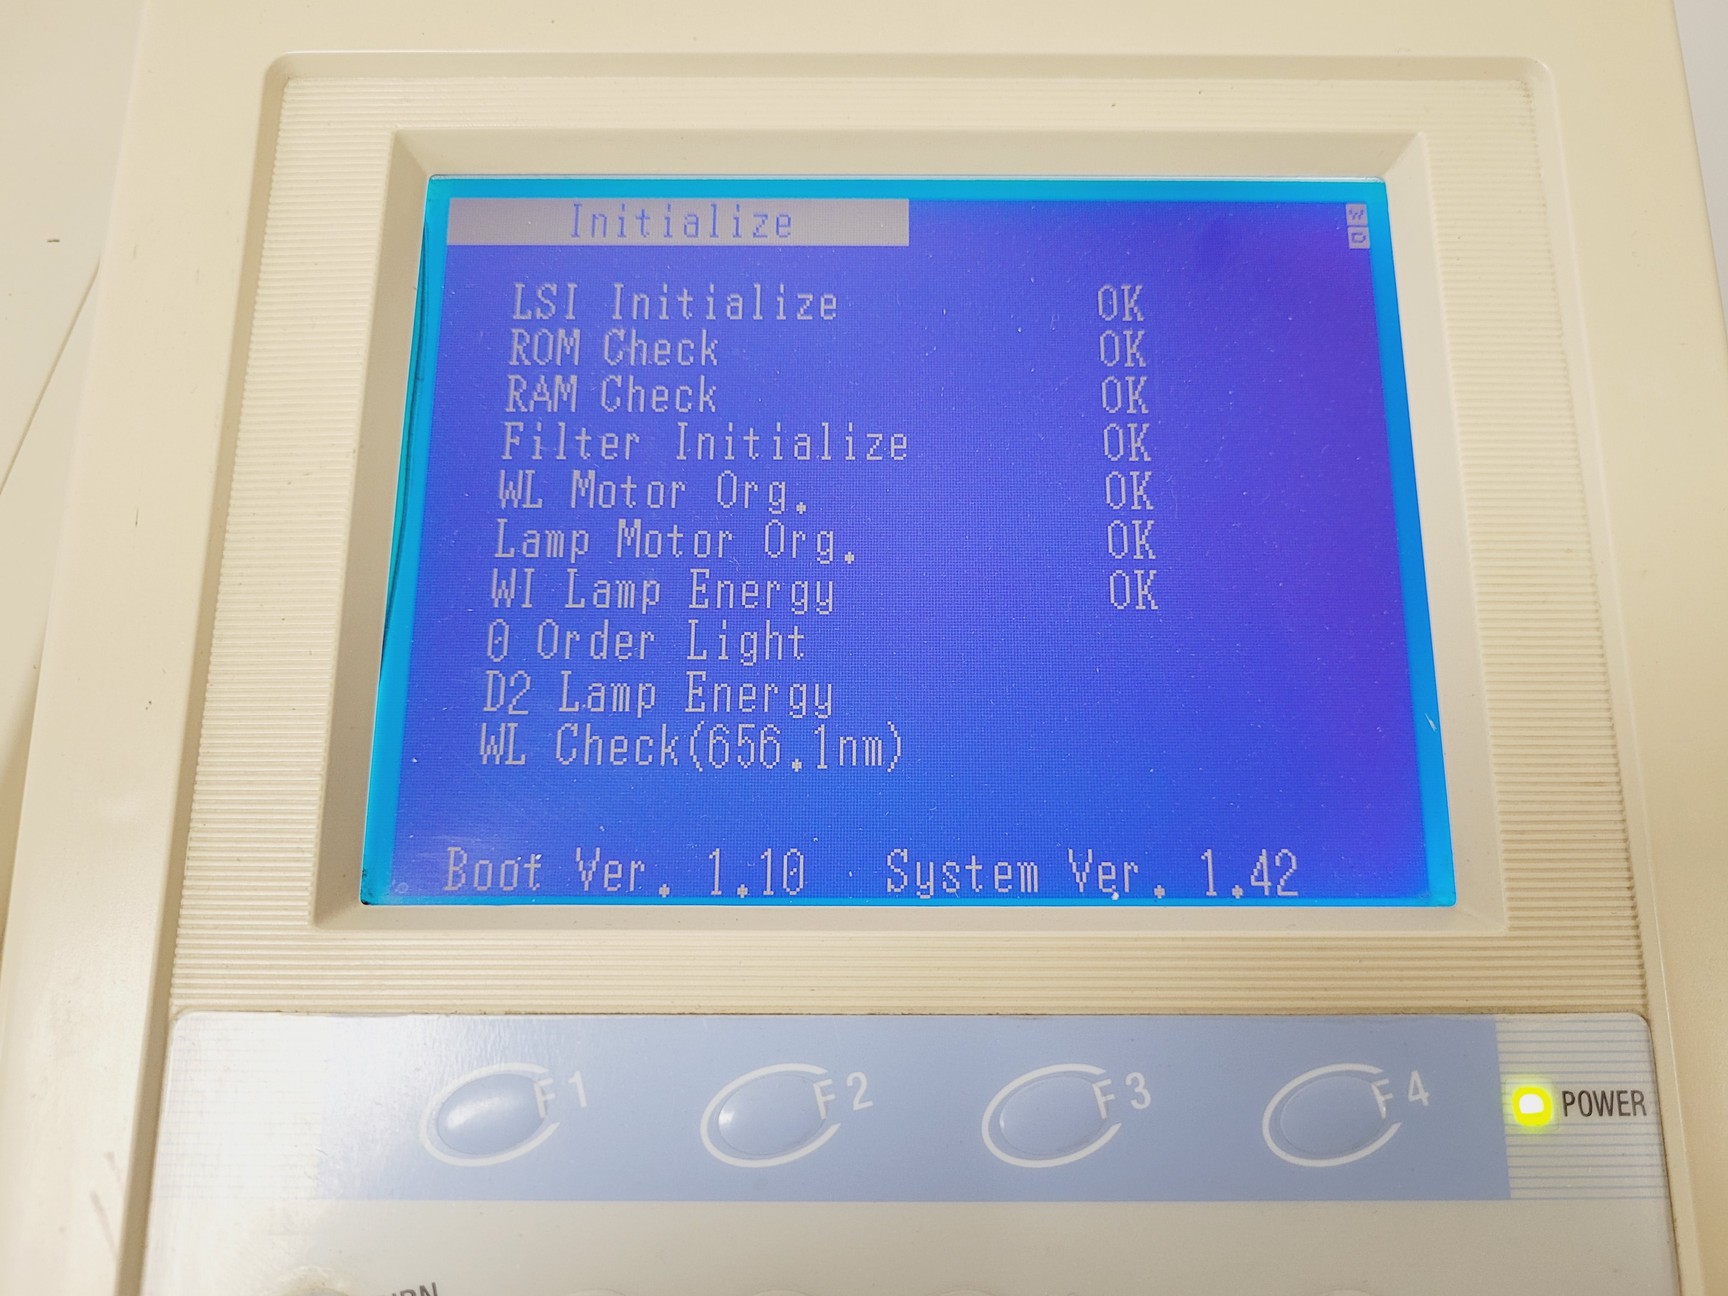 Initialize
W
D
LSI Initialize OK
ROM Check OK
RAM Check OK
Filter Initialize OK
WL Motor Org. OK
Lamp Motor Org. OK
WI Lamp Energy OK
0 Order Light
D2 Lamp Energy
WL Check(656.1nm)
Boot Ver. 1.10 System Ver. 1.42
F1 F2 F3 F4 POWER